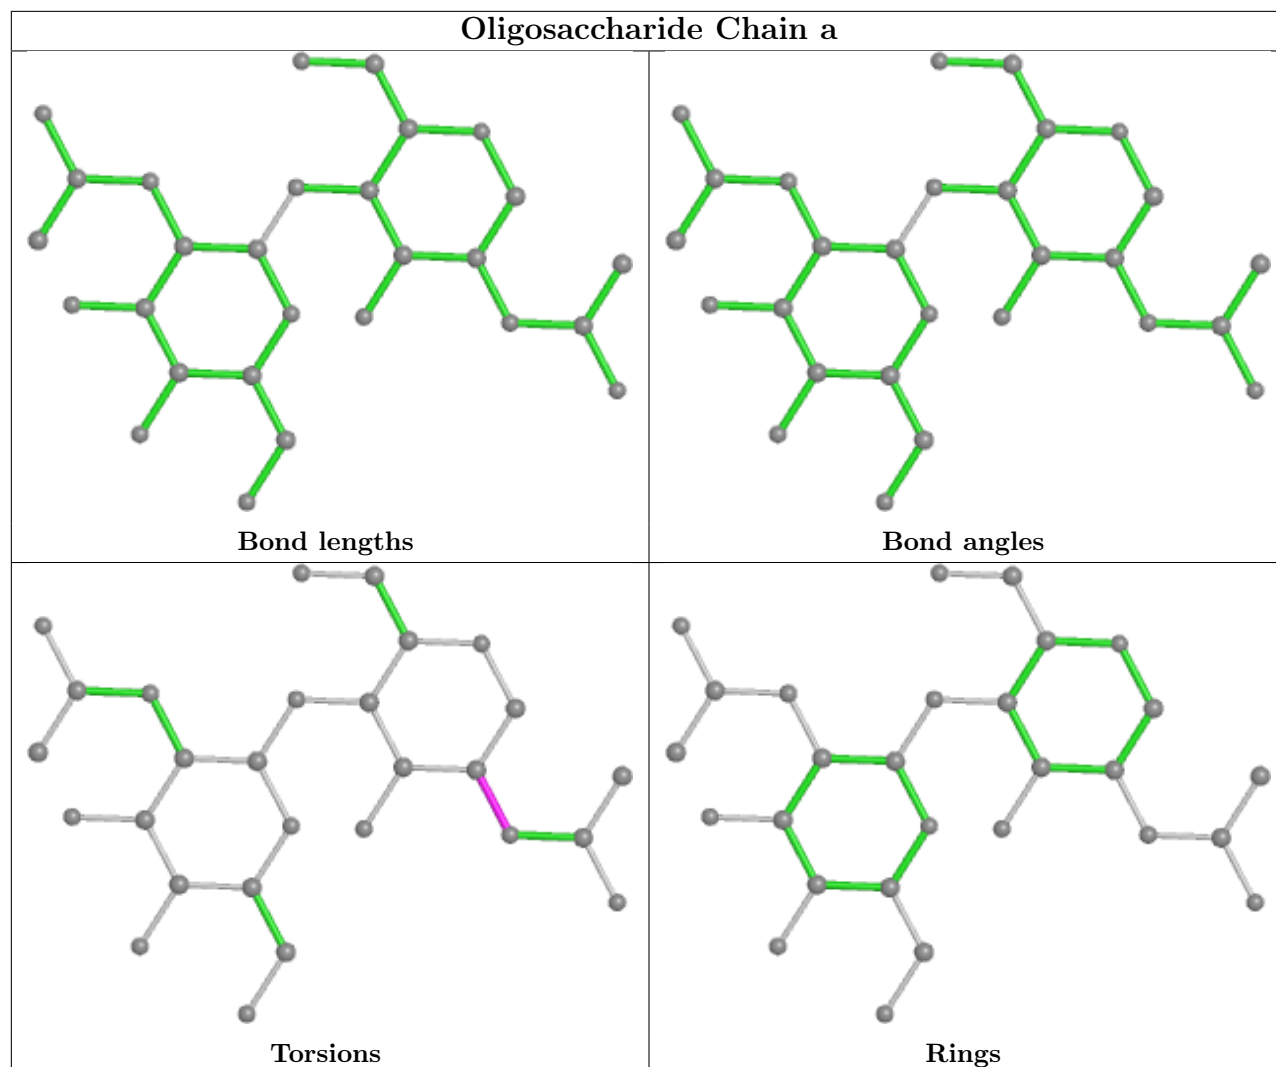 Oligosaccharide Chain a
Bond lengths
Bond angles
Torsions
Rings